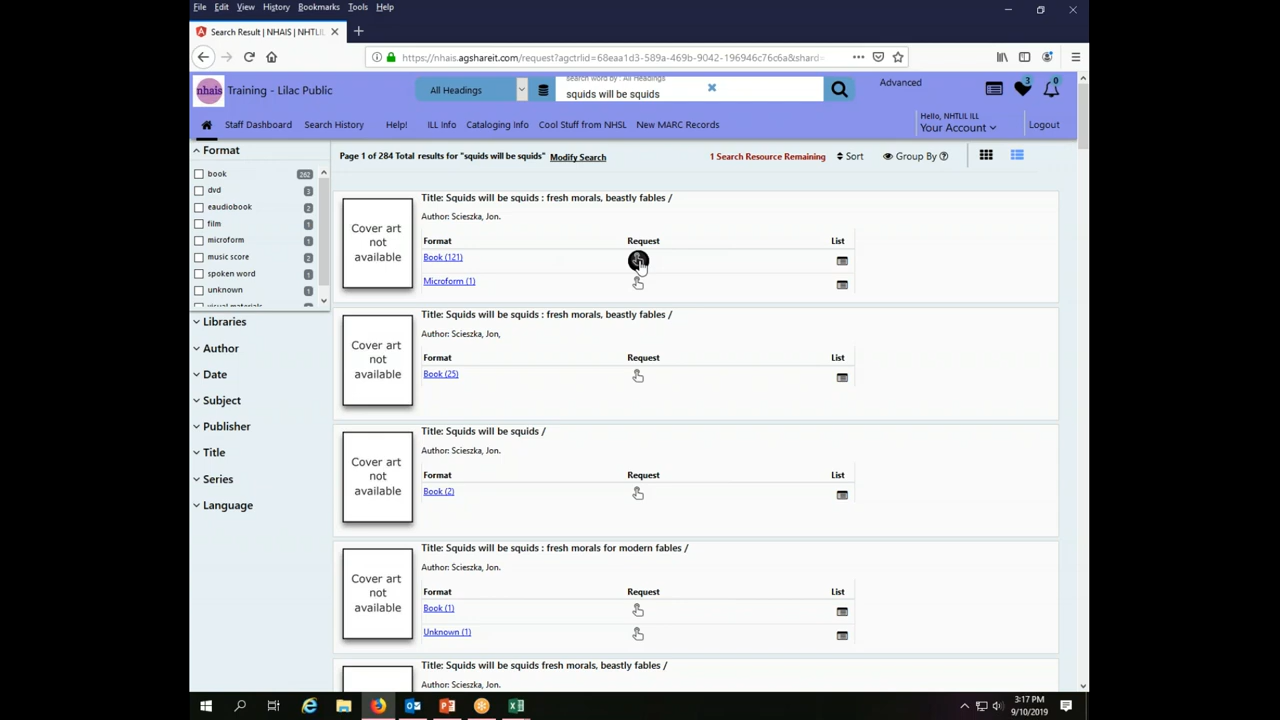 File Edit View History Bookmarks Tools Help
Search Result | NHAIS | NHTLIL
https://nhais.agshareit.com/request?agctrlid=68eaa1d3-589a-469b-9042-196946c76c6a&shard
nhais Training - Lilac Public
All Headings
search word by : All Headings
squids will be squids
Advanced
3
0
Staff Dashboard Search History Help! ILL Info Cataloging Info Cool Stuff from NHSL New MARC Records
Hello, NHTLIL ILL
Your Account
Logout
Format
book 262
dvd 3
eaudiobook 2
film 1
microform 1
music score 2
spoken word 1
unknown 1
visual materials
Libraries
Author
Date
Subject
Publisher
Title
Series
Language
Page 1 of 284 Total results for "squids will be squids" Modify Search
1 Search Resource Remaining Sort Group By
Cover art not available
Title: Squids will be squids : fresh morals, beastly fables /
Author: Scieszka, Jon.
Format Request List
Book (121)
Microform (1)
Cover art not available
Title: Squids will be squids : fresh morals, beastly fables /
Author: Scieszka, Jon,
Format Request List
Book (25)
Cover art not available
Title: Squids will be squids /
Author: Scieszka, Jon.
Format Request List
Book (2)
Cover art not available
Title: Squids will be squids : fresh morals for modern fables /
Author: Scieszka, Jon.
Format Request List
Book (1)
Unknown (1)
Title: Squids will be squids fresh morals, beastly fables /
Author: Scieszka, Jon.
3:17 PM
9/10/2019